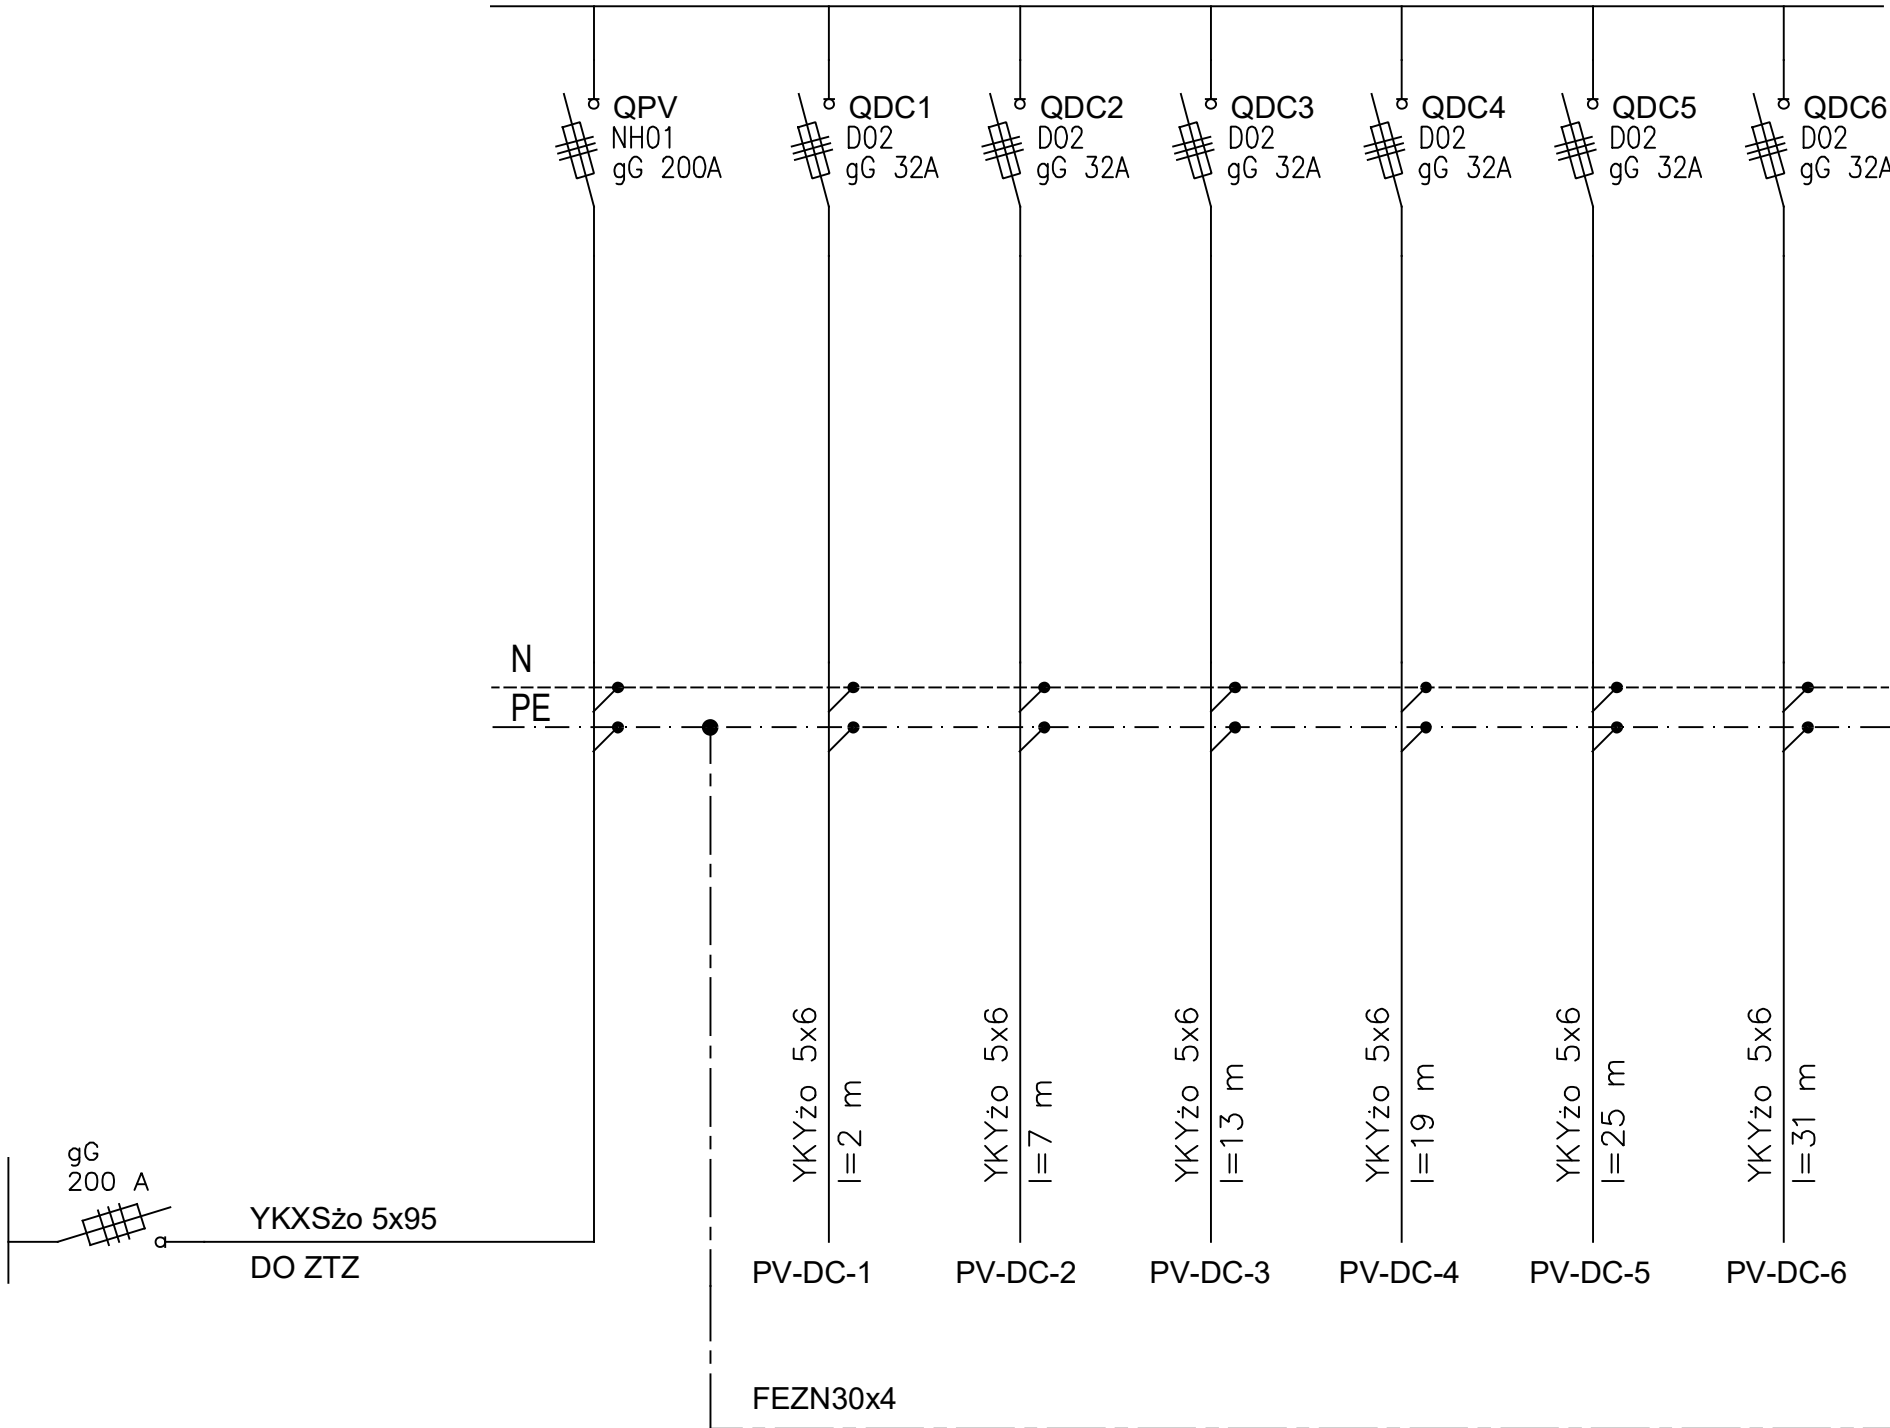 QPV
NH01
gG 200A
QDC1
D02
gG 32A
QDC2
D02
gG 32A
QDC3
D02
gG 32A
QDC4
D02
gG 32A
QDC5
D02
gG 32A
QDC6
D02
gG 32A
N
PE
YKYżo 5x6
l=2 m
YKYżo 5x6
l=7 m
YKYżo 5x6
l=13 m
YKYżo 5x6
l=19 m
YKYżo 5x6
l=25 m
YKYżo 5x6
l=31 m
gG
200 A
YKXSżo 5x95
DO ZTZ
PV-DC-1
PV-DC-2
PV-DC-3
PV-DC-4
PV-DC-5
PV-DC-6
FEZN30x4